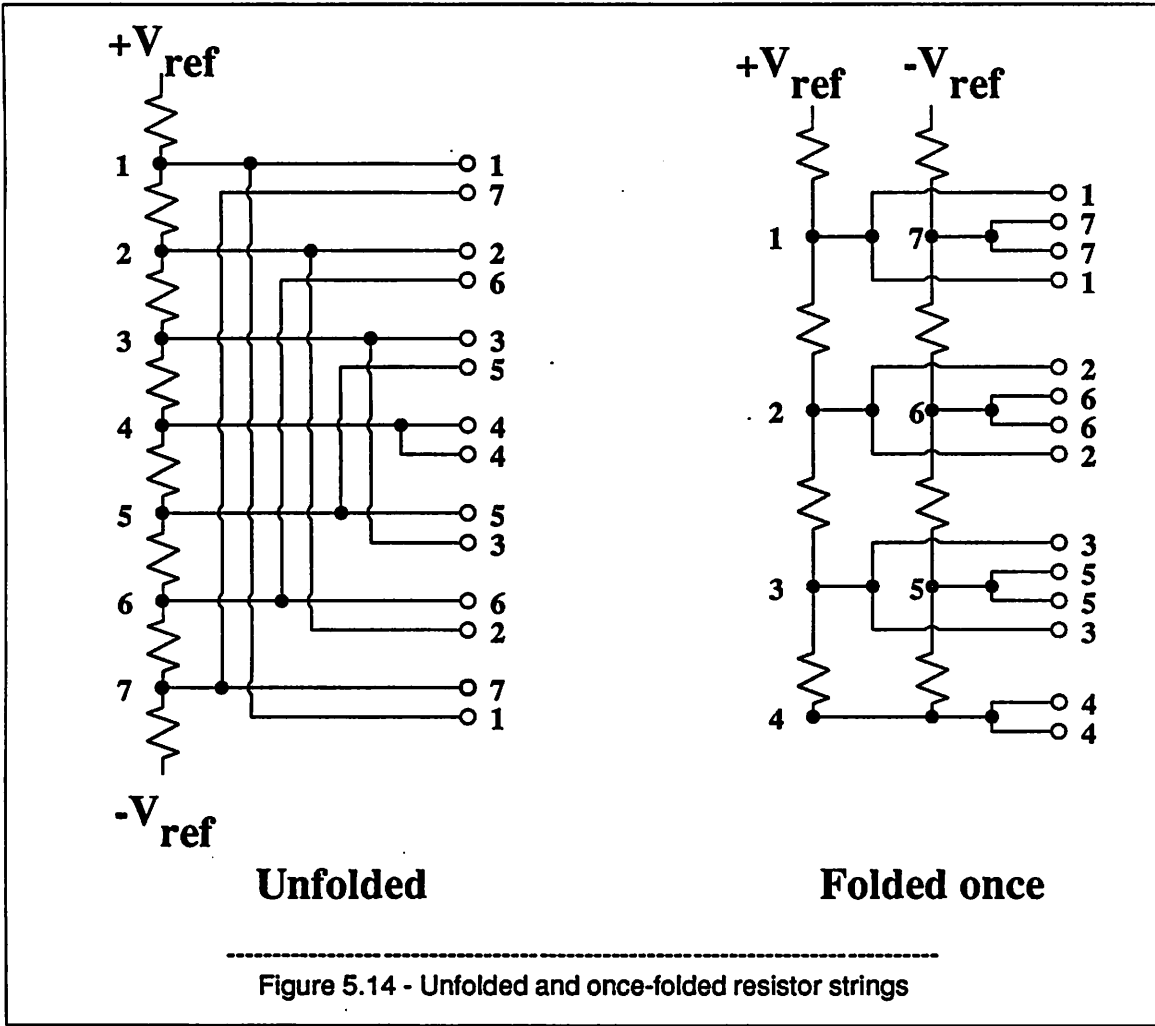 +Vref
1 1
7
2 2
6
3 3
5
4 4
4
5 5
3
6 6
2
7 7
1
-Vref
Unfolded
+Vref -Vref
1
1 7 7
7
1
2
2 6 6
6
2
3
3 5 5
5
3
4
4
4
Folded once
Figure 5.14 - Unfolded and once-folded resistor strings